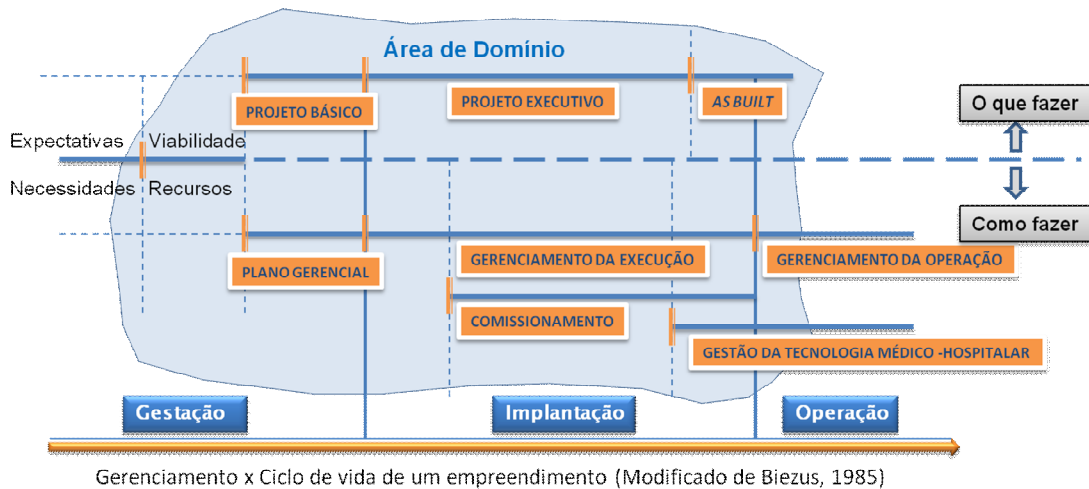 Área de Domínio
PROJETO BÁSICO
PROJETO EXECUTIVO
AS BUILT
O que fazer
Expectativas
Viabilidade
Necessidades
Recursos
Como fazer
PLANO GERENCIAL
GERENCIAMENTO DA EXECUÇÃO
GERENCIAMENTO DA OPERAÇÃO
COMISSIONAMENTO
GESTÃO DA TECNOLOGIA MÉDICO -HOSPITALAR
Gestação
Implantação
Operação
Gerenciamento x Ciclo de vida de um empreendimento (Modificado de Biezus, 1985)